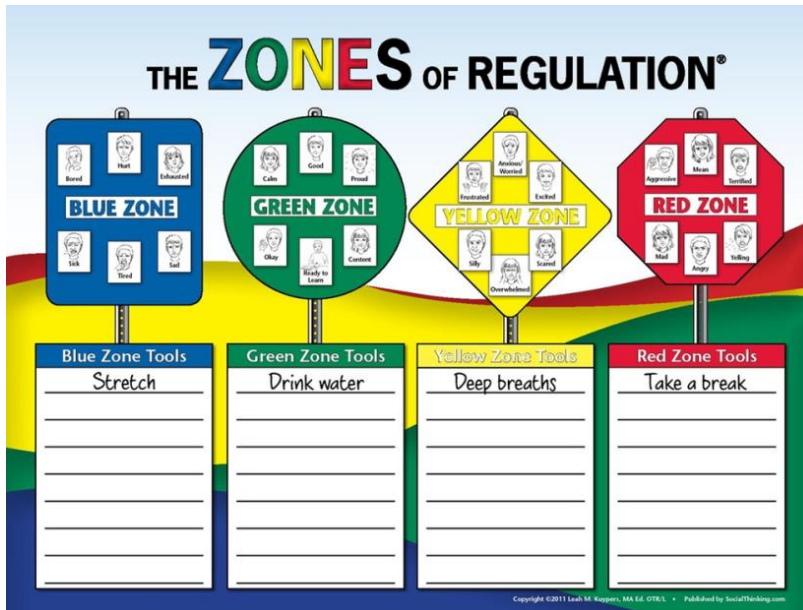 THE ZONES OF REGULATION®
Bored
Hurt
Exhausted
BLUE ZONE
Sick
Tired
Sad
Calm
Good
Proud
GREEN ZONE
Okay
Ready to
Learn
Content
Frustrated
Anxious/
Worried
Excited
YELLOW ZONE
Silly
Overwhelmed
Scared
Aggressive
Mean
Terrified
RED ZONE
Mad
Angry
Yelling
Blue Zone Tools
Stretch
Green Zone Tools
Drink water
Yellow Zone Tools
Deep breaths
Red Zone Tools
Take a break
Copyright ©2011 Leah M. Kuypers, MA Ed. OTR/L • Published by SocialThinking.com